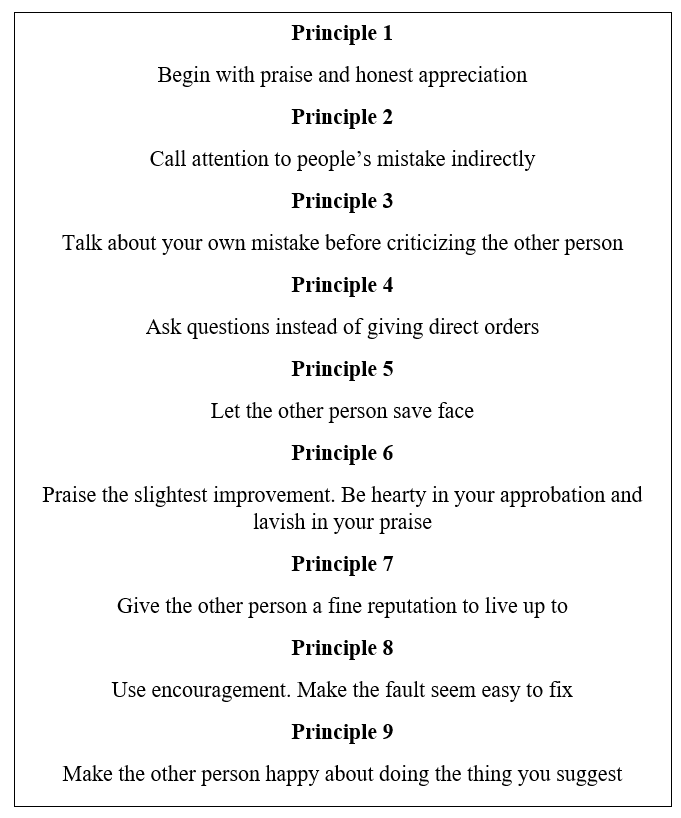 Principle 1
Begin with praise and honest appreciation
Principle 2
Call attention to people’s mistake indirectly
Principle 3
Talk about your own mistake before criticizing the other person
Principle 4
Ask questions instead of giving direct orders
Principle 5
Let the other person save face
Principle 6
Praise the slightest improvement. Be hearty in your approbation and
lavish in your praise
Principle 7
Give the other person a fine reputation to live up to
Principle 8
Use encouragement. Make the fault seem easy to fix
Principle 9
Make the other person happy about doing the thing you suggest